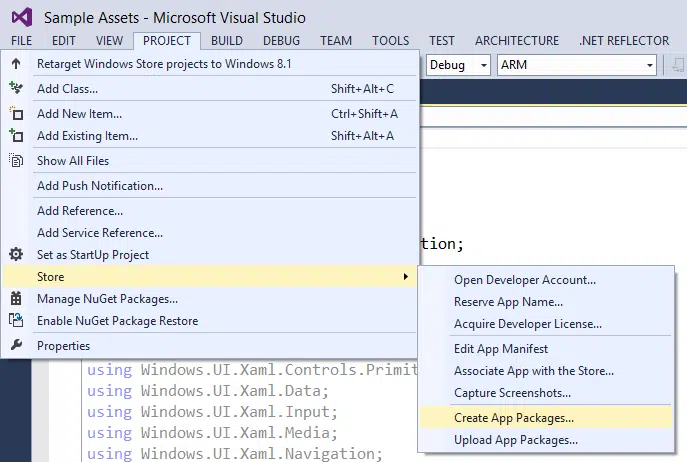 Sample Assets - Microsoft Visual Studio
FILE EDIT VIEW PROJECT BUILD DEBUG TEAM TOOLS TEST ARCHITECTURE .NET REFLECTOR
Retarget Windows Store projects to Windows 8.1
Debug ARM
Add Class... Shift+Alt+C
Add New Item... Ctrl+Shift+A
Add Existing Item... Shift+Alt+A
Show All Files
Add Push Notification...
Add Reference...
Add Service Reference...
tion;
Set as StartUp Project
Store
Manage NuGet Packages...
Enable NuGet Package Restore
Properties
Open Developer Account...
Reserve App Name...
Acquire Developer License...
Edit App Manifest
Associate App with the Store...
Capture Screenshots...
Create App Packages...
Upload App Packages...
using Windows.UI.Xaml.Controls.Primit
using Windows.UI.Xaml.Data;
using Windows.UI.Xaml.Input;
using Windows.UI.Xaml.Media;
using Windows.UI.Xaml.Navigation;